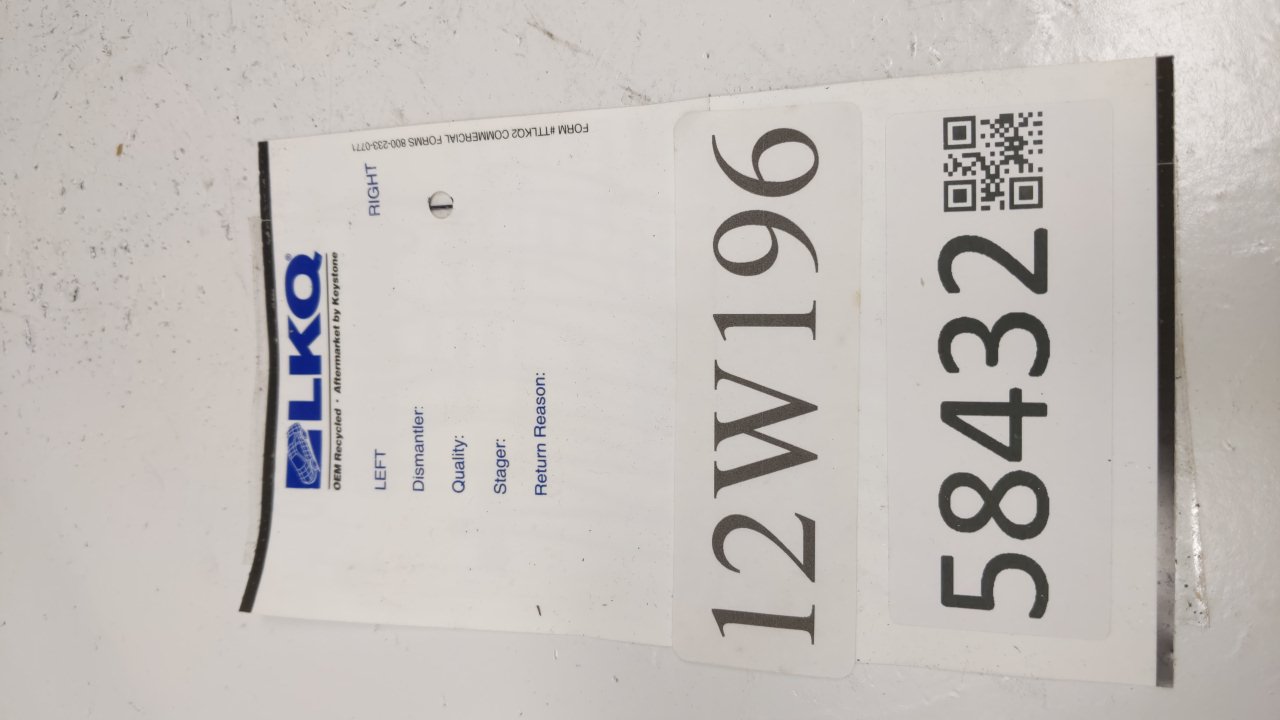 LKQ®
OEM Recycled · Aftermarket by Keystone
LEFT RIGHT
Dismantler:
Quality:
Stager:
Return Reason:
FORM #TTLKQ2 COMMERCIAL FORMS 800-233-0771
12W196
58432